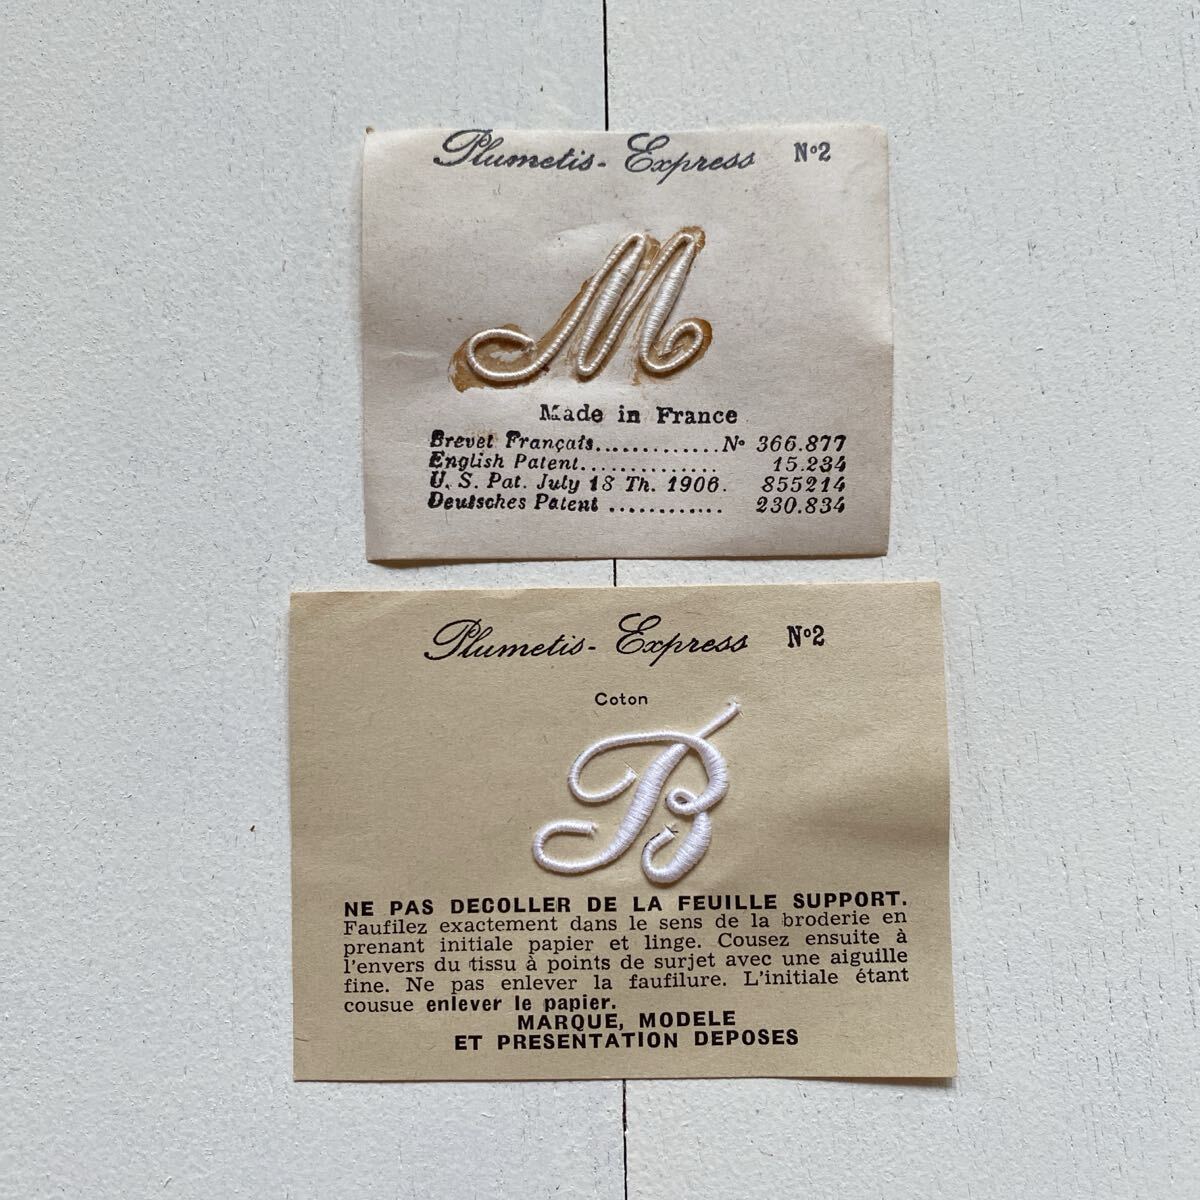 Plumetis-Express N°2
M
Made in France
Brevet Français.............N° 366.877
English Patent.............. 15.234
U. S. Pat. July 18 Th. 1906. 855214
Deutsches Patent ............ 230.834
Plumetis-Express N°2
Coton
B
NE PAS DECOLLER DE LA FEUILLE SUPPORT.
Faufilez exactement dans le sens de la broderie en
prenant initiale papier et linge. Cousez ensuite à
l'envers du tissu à points de surjet avec une aiguille
fine. Ne pas enlever la faufilure. L'initiale étant
cousue enlever le papier.
MARQUE, MODELE
ET PRESENTATION DEPOSES